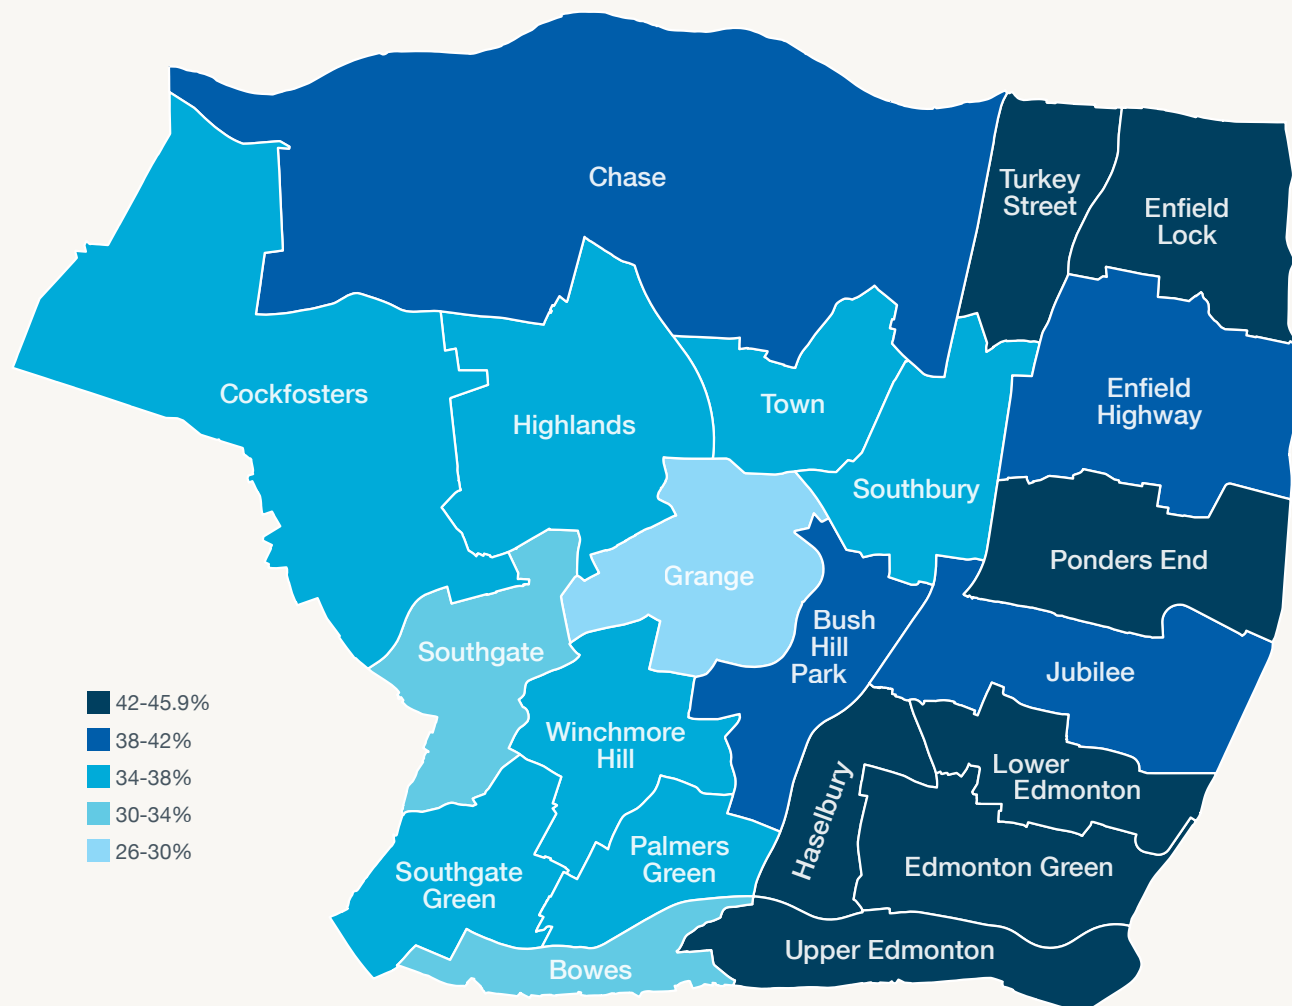 Chase
Turkey
Street
Enfield
Lock
Cockfosters
Highlands
Town
Enfield
Highway
Southbury
Ponders End
Grange
Bush
Hill
Park
Southgate
Jubilee
Winchmore
Hill
Lower
Edmonton
Haselbury
Palmers
Green
Edmonton Green
Southgate
Green
Upper Edmonton
Bowes
42-45.9%
38-42%
34-38%
30-34%
26-30%